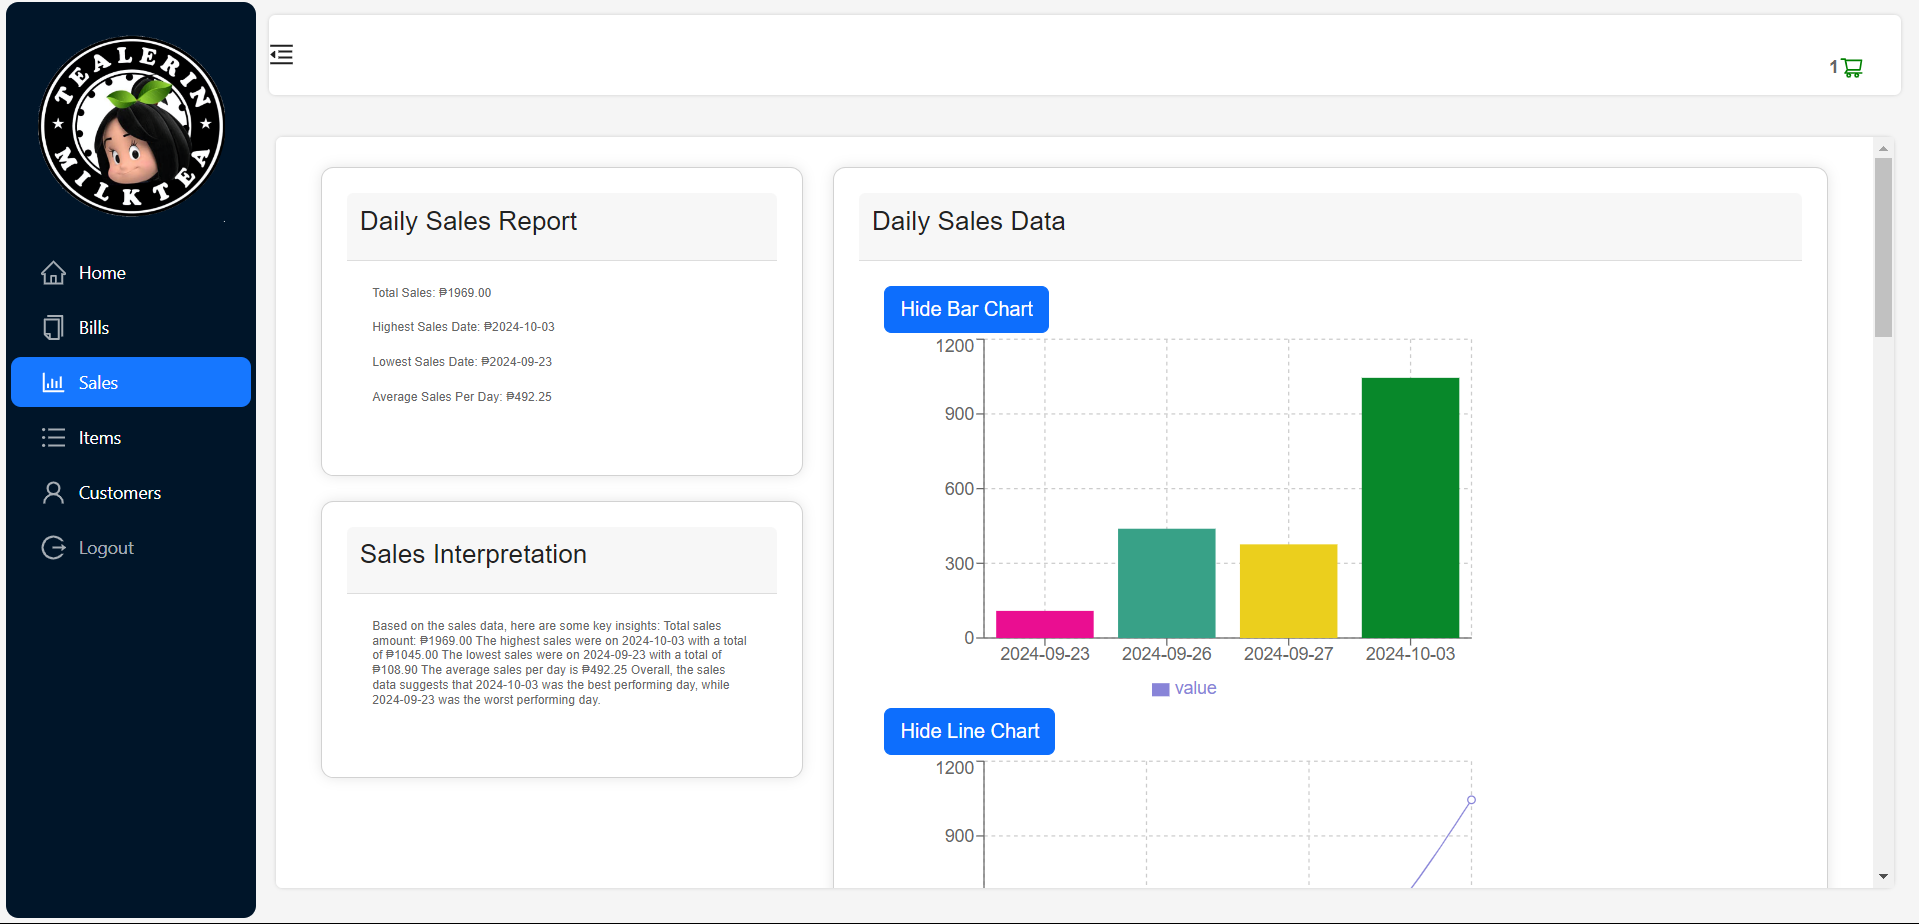 TEALERIN
MILKTEA
Home
Bills
Sales
Items
Customers
Logout
1
Daily Sales Report
Total Sales: ₱1969.00
Highest Sales Date: ₱2024-10-03
Lowest Sales Date: ₱2024-09-23
Average Sales Per Day: ₱492.25
Sales Interpretation
Based on the sales data, here are some key insights: Total sales
amount: ₱1969.00 The highest sales were on 2024-10-03 with a total
of ₱1045.00 The lowest sales were on 2024-09-23 with a total of
₱108.90 The average sales per day is ₱492.25 Overall, the sales
data suggests that 2024-10-03 was the best performing day, while
2024-09-23 was the worst performing day.
Daily Sales Data
Hide Bar Chart
1200
900
600
300
0
2024-09-23 2024-09-26 2024-09-27 2024-10-03
value
Hide Line Chart
1200
900